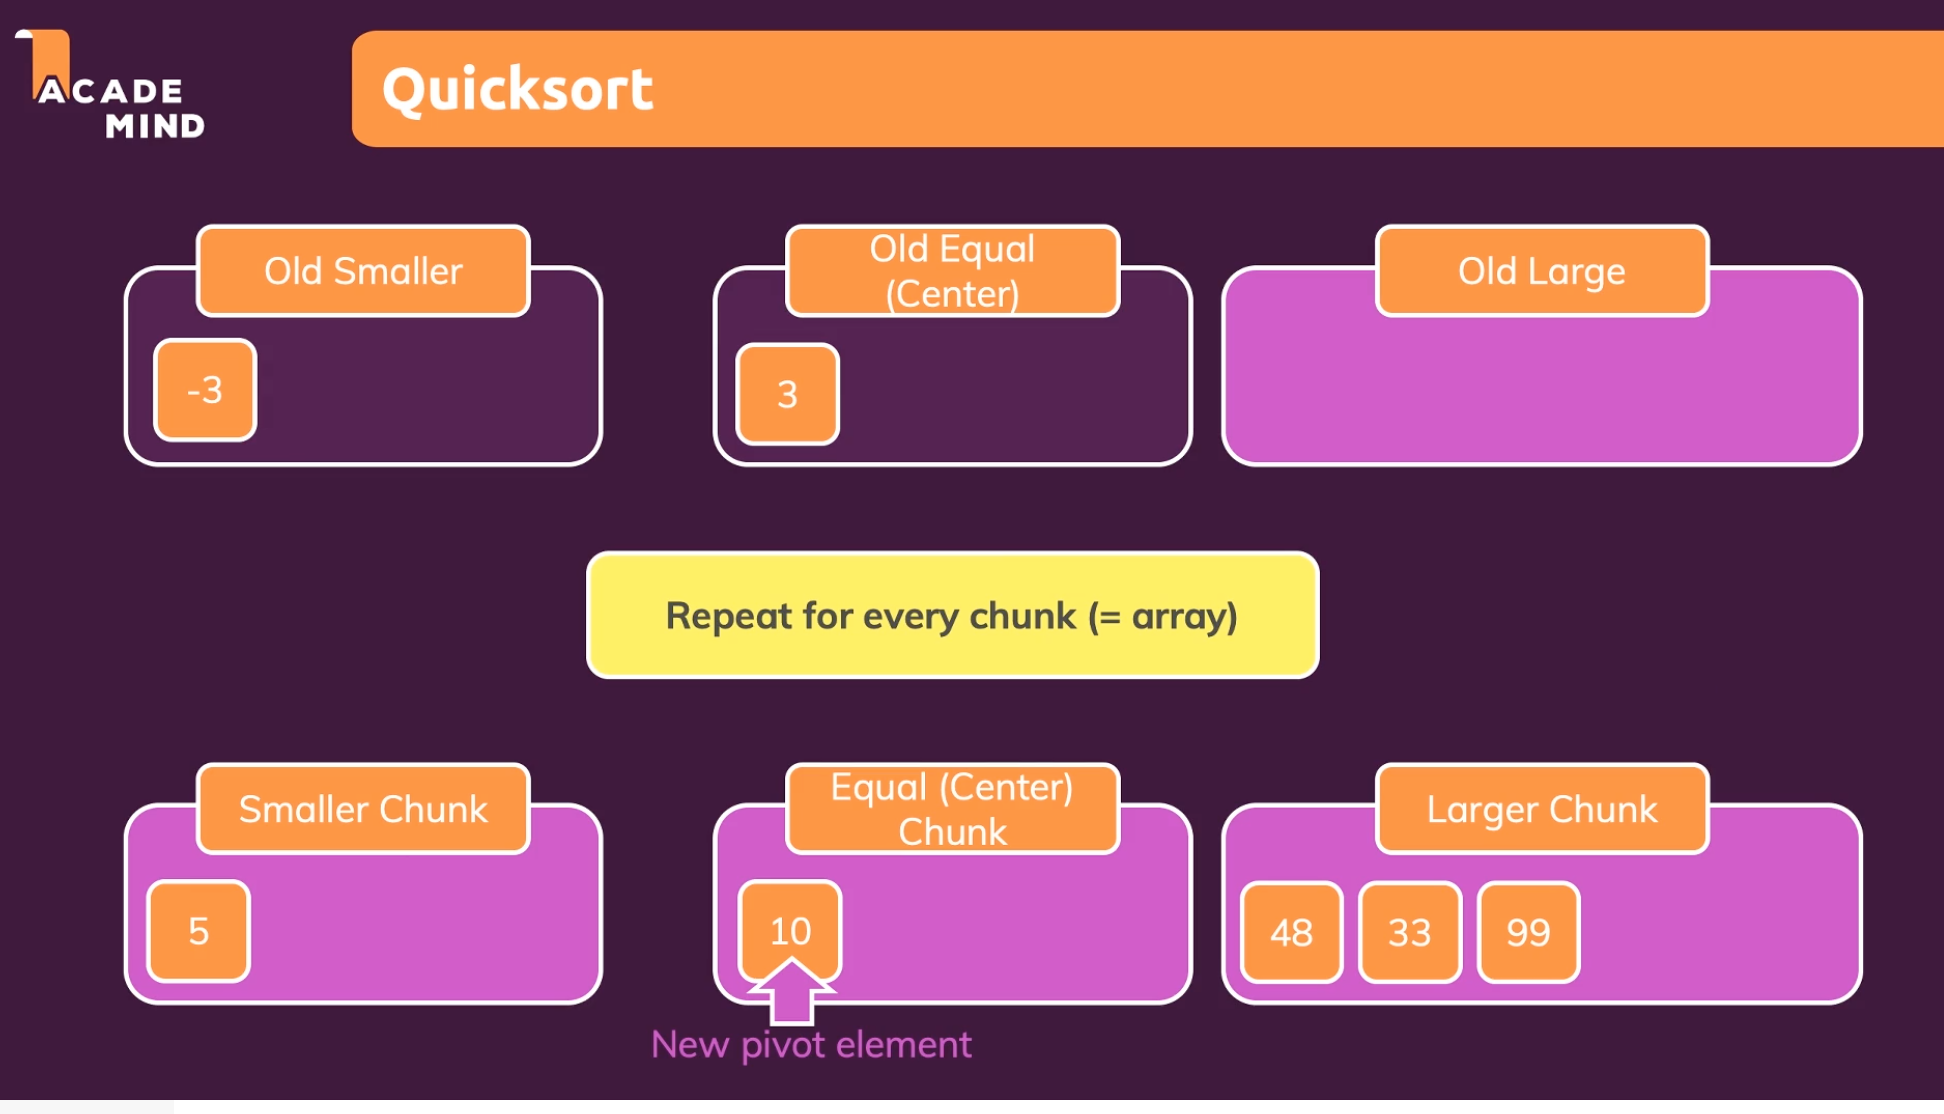 ACADE
MIND
Quicksort
Old Smaller
Old Equal
(Center)
Old Large
-3
3
Repeat for every chunk (= array)
Smaller Chunk
Equal (Center)
Chunk
Larger Chunk
5
10
48
33
99
New pivot element